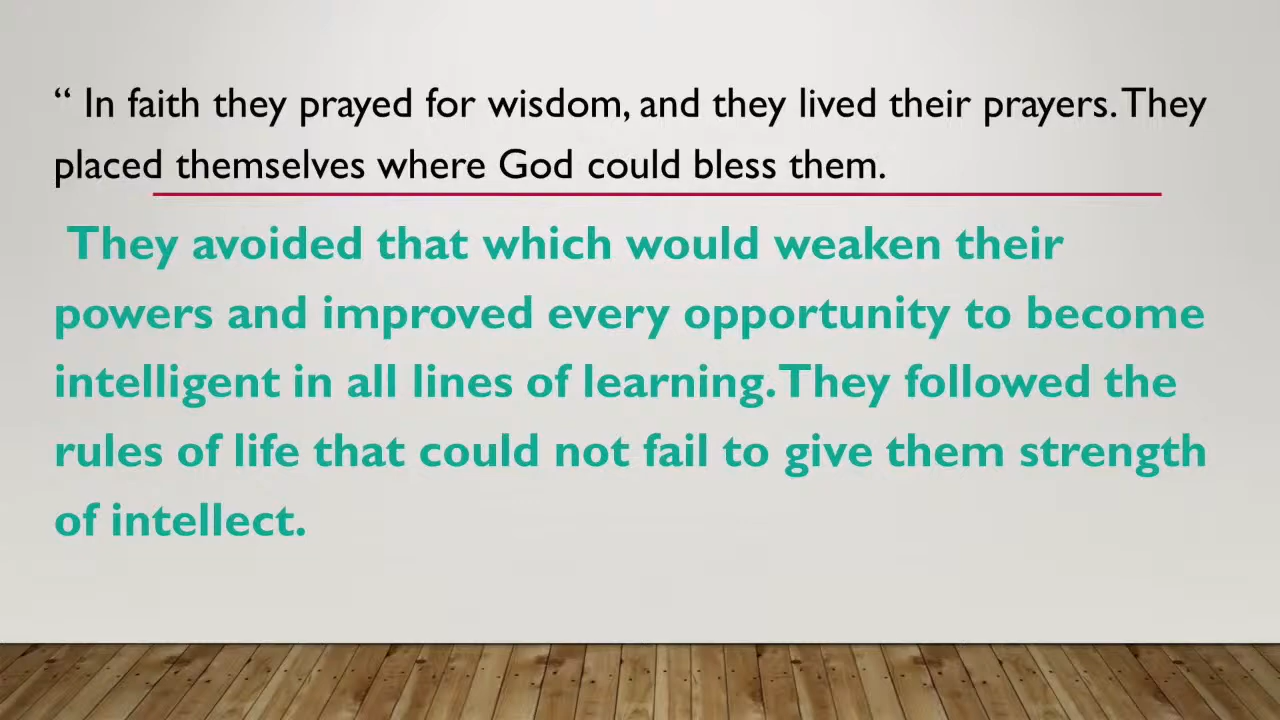 “ In faith they prayed for wisdom, and they lived their prayers. They
placed themselves where God could bless them.
They avoided that which would weaken their
powers and improved every opportunity to become
intelligent in all lines of learning. They followed the
rules of life that could not fail to give them strength
of intellect.